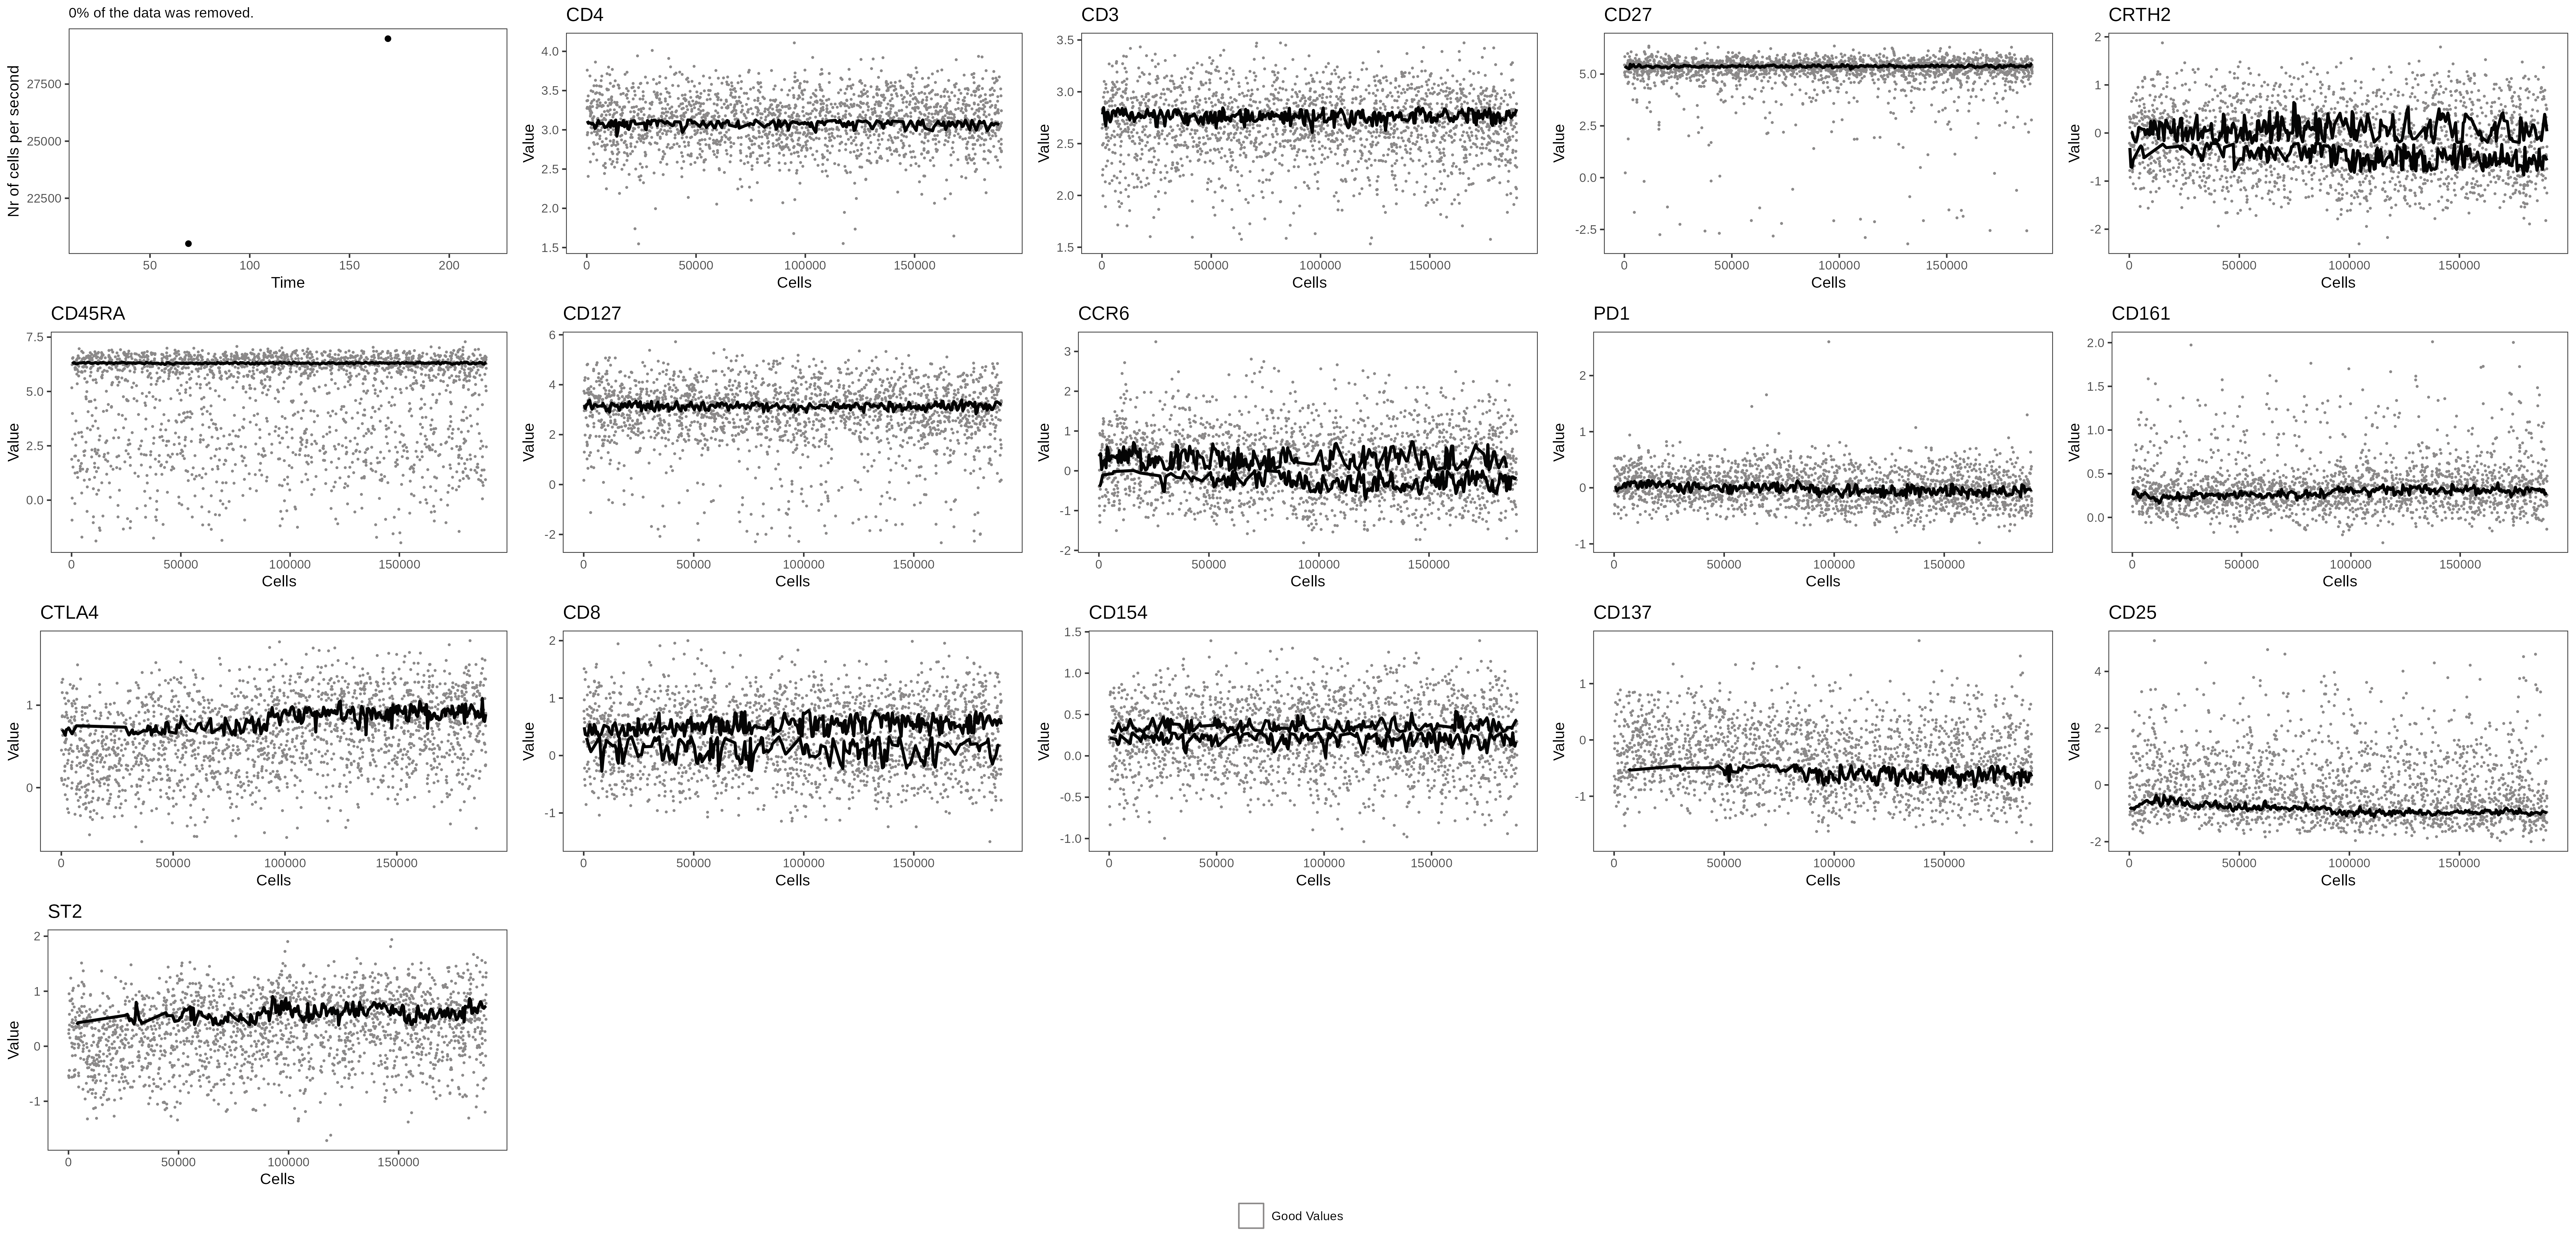 0% of the data was removed.
Nr of cells per second
27500
25000
22500
50 100 150 200
Time
CD4
Value
4.0
3.5
3.0
2.5
2.0
1.5
0 50000 100000 150000
Cells
CD3
Value
3.5
3.0
2.5
2.0
1.5
0 50000 100000 150000
Cells
CD27
Value
5.0
2.5
0.0
-2.5
0 50000 100000 150000
Cells
CRTH2
Value
2
1
0
-1
-2
0 50000 100000 150000
Cells
CD45RA
Value
7.5
5.0
2.5
0.0
0 50000 100000 150000
Cells
CD127
Value
6
4
2
0
-2
0 50000 100000 150000
Cells
CCR6
Value
3
2
1
0
-1
-2
0 50000 100000 150000
Cells
PD1
Value
2
1
0
-1
0 50000 100000 150000
Cells
CD161
Value
2.0
1.5
1.0
0.5
0.0
0 50000 100000 150000
Cells
CTLA4
Value
1
0
0 50000 100000 150000
Cells
CD8
Value
2
1
0
-1
0 50000 100000 150000
Cells
CD154
Value
1.5
1.0
0.5
0.0
-0.5
-1.0
0 50000 100000 150000
Cells
CD137
Value
1
0
-1
0 50000 100000 150000
Cells
CD25
Value
4
2
0
-2
0 50000 100000 150000
Cells
ST2
Value
2
1
0
-1
0 50000 100000 150000
Cells
Good Values